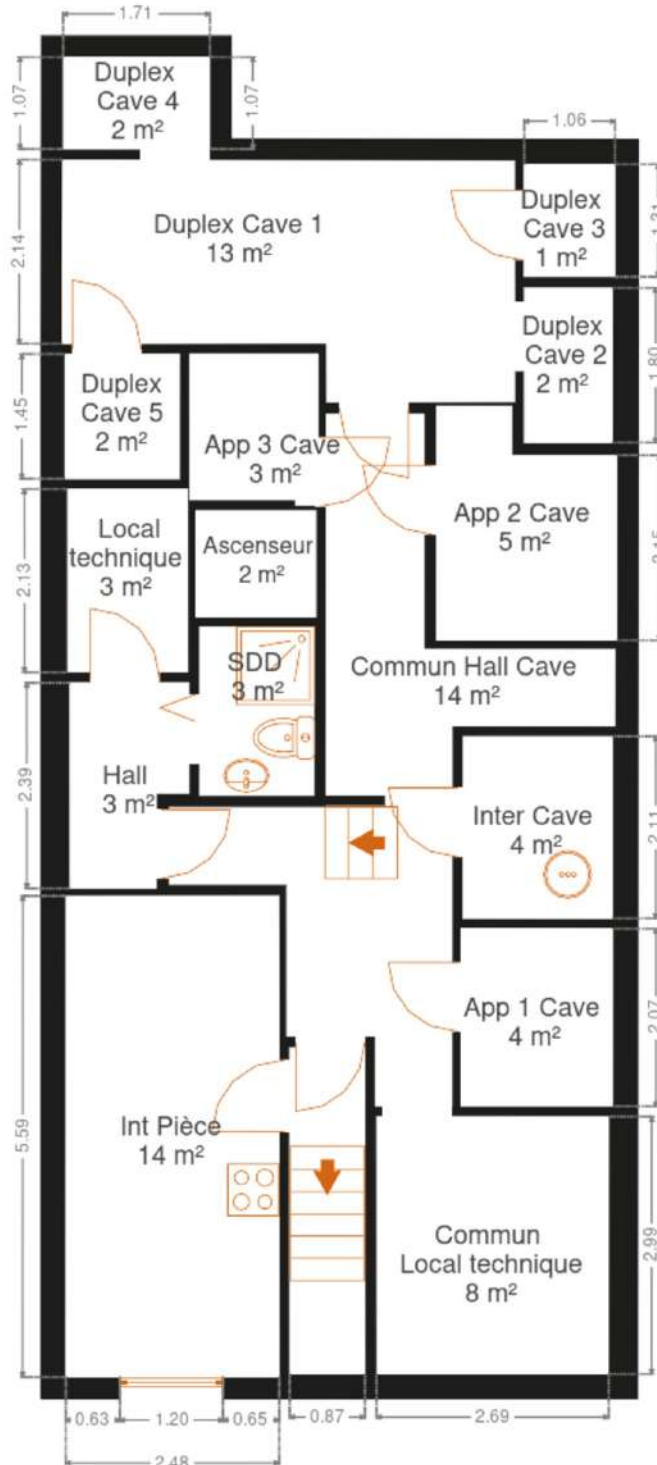 1.71
Duplex
Cave 4
2 m²
1.07
1.07
1.06
Duplex
Cave 3
1 m²
1.31
Duplex Cave 1
13 m²
2.14
Duplex
Cave 2
2 m²
1.80
Duplex
Cave 5
2 m²
1.45
App 3 Cave
3 m²
App 2 Cave
5 m²
Local
technique
3 m²
2.13
Ascenseur
2 m²
SDD
3 m²
Commun Hall Cave
14 m²
Hall
3 m²
2.39
Inter Cave
4 m²
2.11
App 1 Cave
4 m²
2.07
Int Pièce
14 m²
5.59
Commun
Local technique
8 m²
2.99
0.63
1.20
0.65
0.87
2.69
2.48